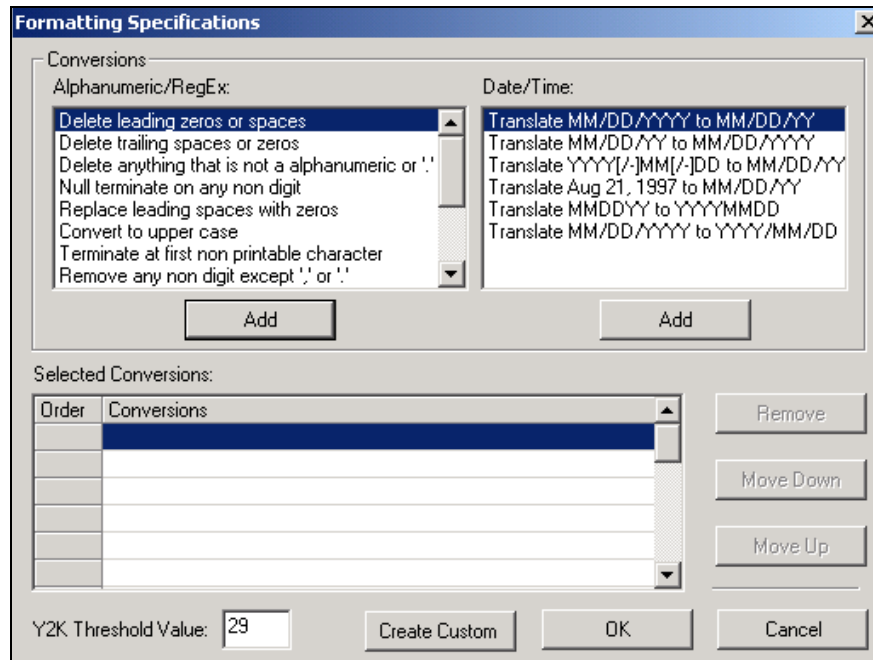 Formatting Specifications
Conversions
Alphanumeric/RegEx:
Date/Time:
Delete leading zeros or spaces
Delete trailing spaces or zeros
Delete anything that is not a alphanumeric or '.'
Null terminate on any non digit
Replace leading spaces with zeros
Convert to upper case
Terminate at first non printable character
Remove any non digit except ',' or '.'
Translate MM/DD/YYYY to MM/DD/YY
Translate MM/DD/YY to MM/DD/YYYY
Translate YYYY[/-]MM[/-]DD to MM/DD/YY
Translate Aug 21, 1997 to MM/DD/YY
Translate MMDDYY to YYYYMMDD
Translate MM/DD/YYYY to YYYY/MM/DD
Add
Add
Selected Conversions:
Order Conversions
Remove
Move Down
Move Up
Y2K Threshold Value: 29
Create Custom
OK
Cancel